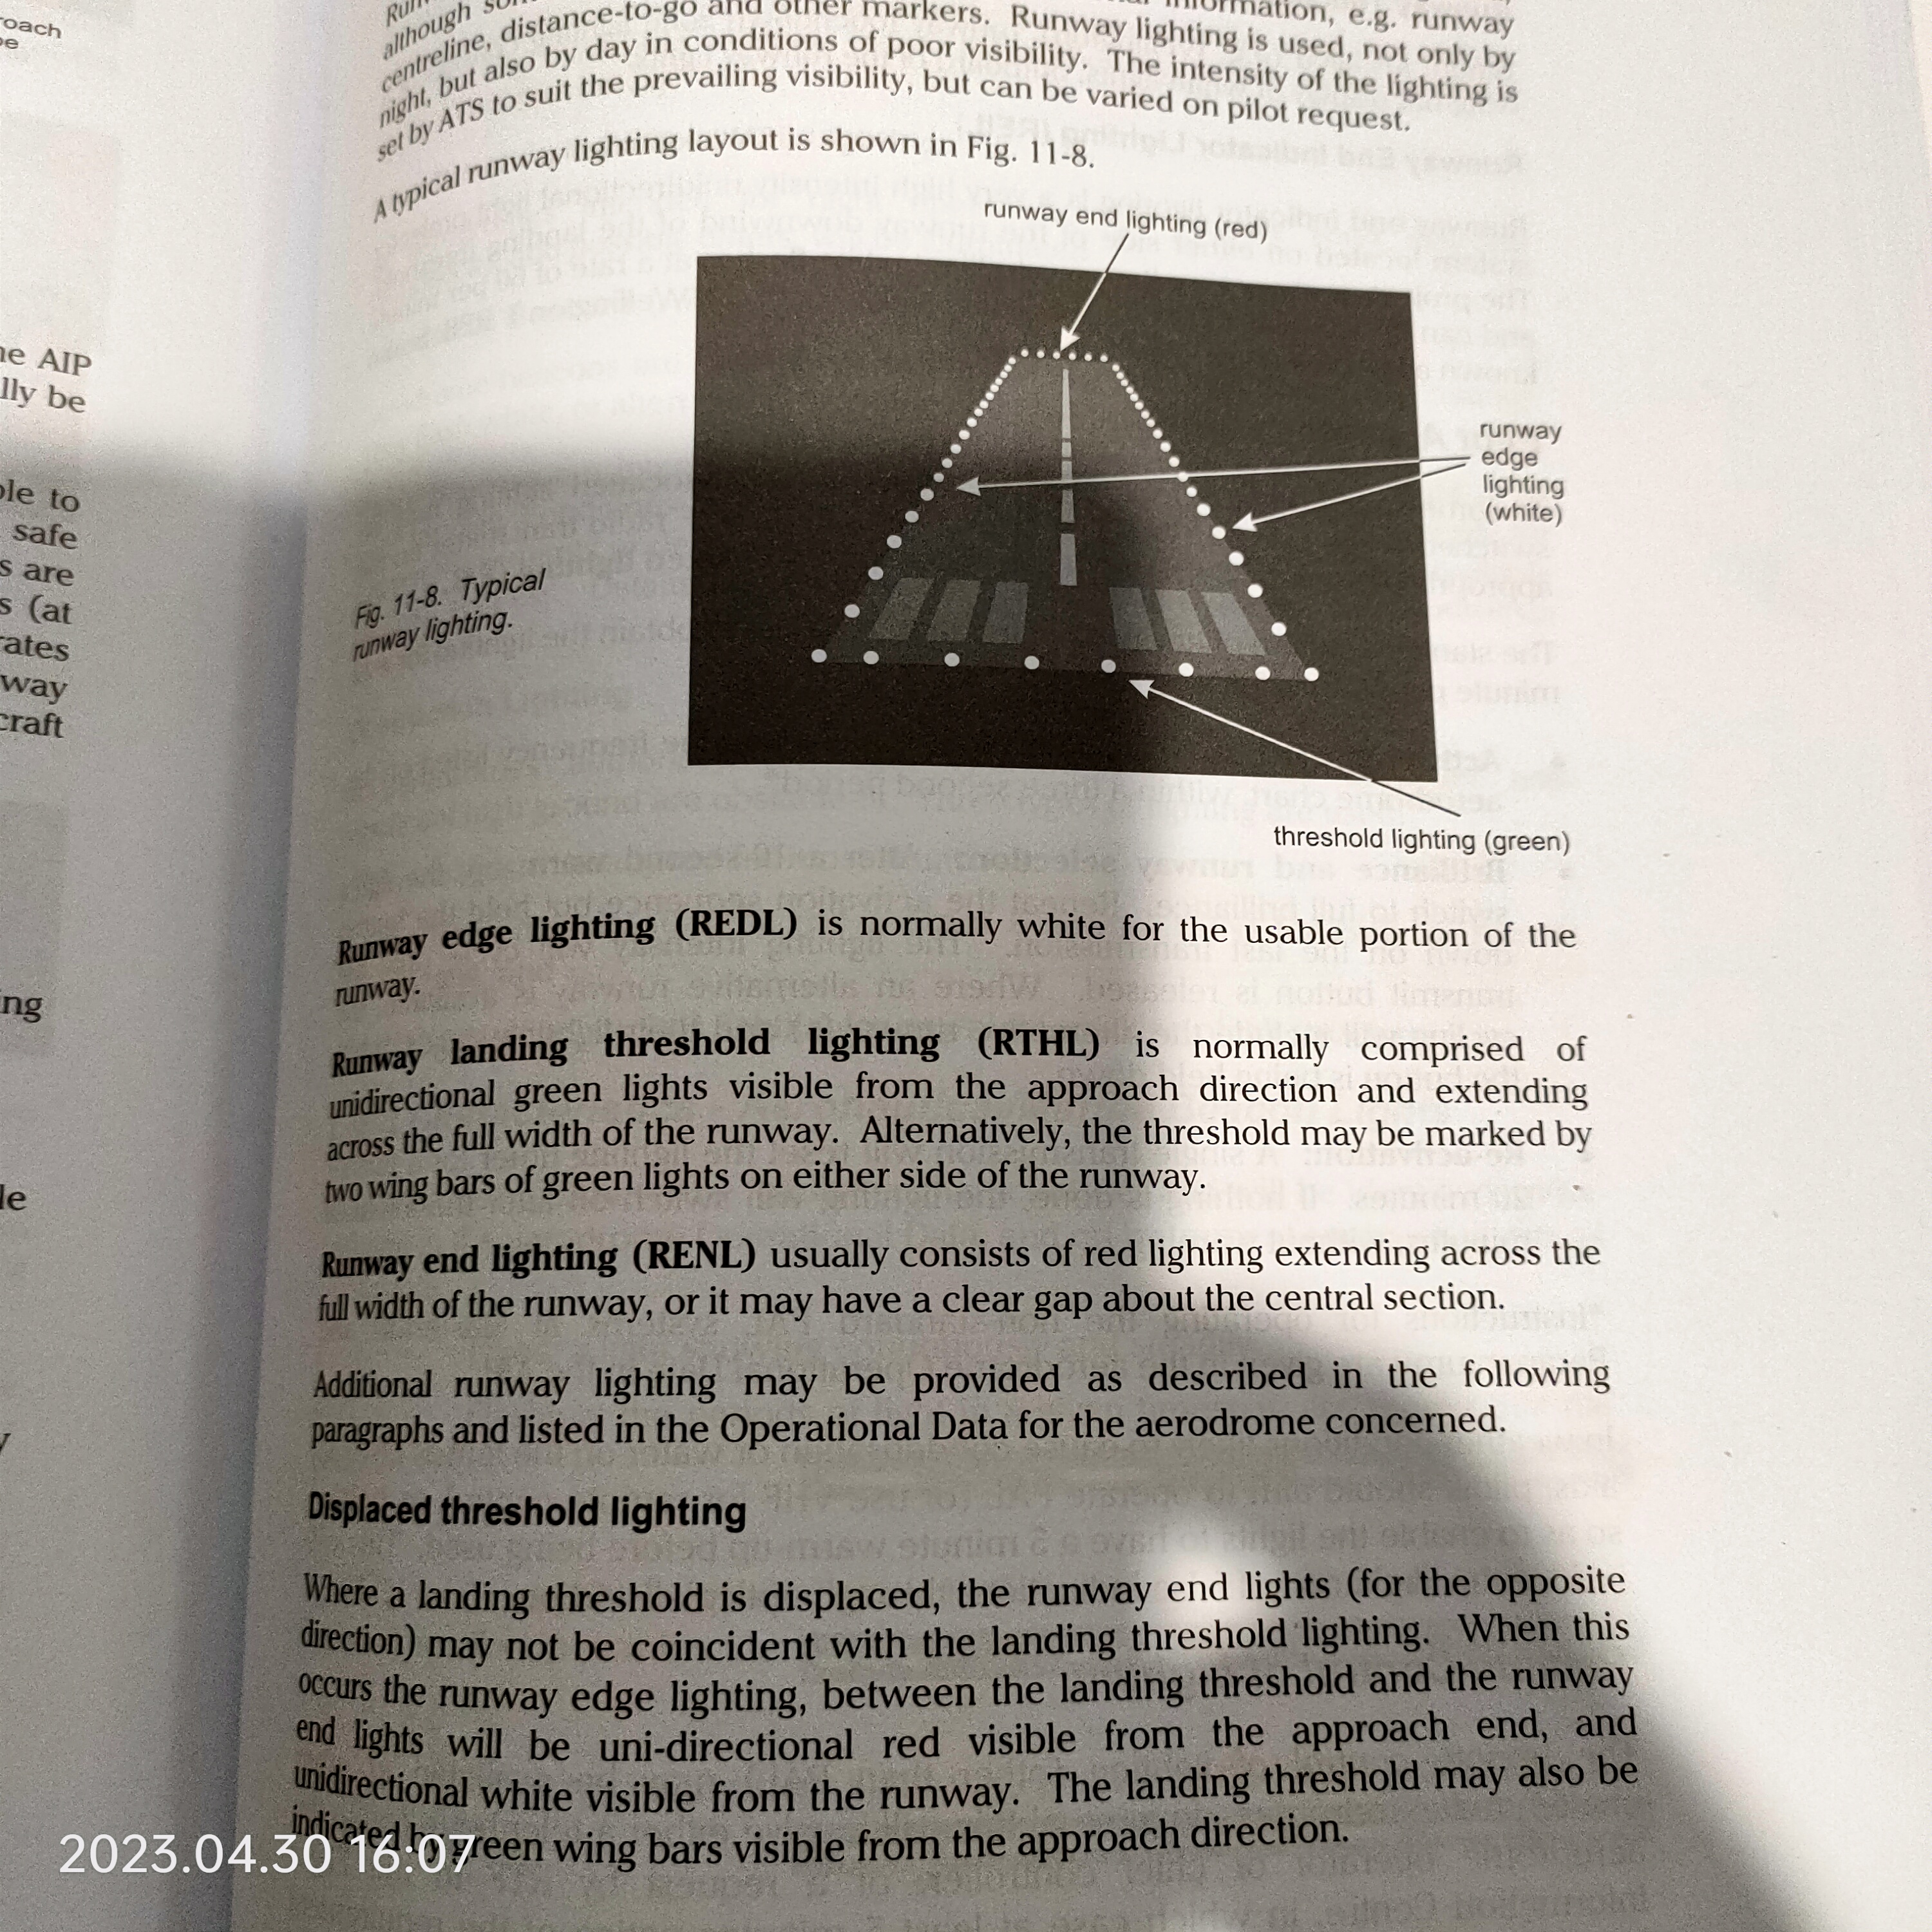 roach
ne AIP
lly be
ble to
safe
s are
s (at
rates
way
craft
ing
le
y
although
information, e.g. runway
centreline, distance-to-go and other markers. Runway lighting is used, not only by
night, but also by day in conditions of poor visibility. The intensity of the lighting is
set by ATS to suit the prevailing visibility, but can be varied on pilot request.
A typical runway lighting layout is shown in Fig. 11-8.
runway end lighting (red)
runway
edge
lighting
(white)
Fig. 11-8. Typical
runway lighting.
threshold lighting (green)
Runway edge lighting (REDL) is normally white for the usable portion of the
runway.
Runway landing threshold lighting (RTHL) is normally comprised of
unidirectional green lights visible from the approach direction and extending
across the full width of the runway. Alternatively, the threshold may be marked by
two wing bars of green lights on either side of the runway.
Runway end lighting (RENL) usually consists of red lighting extending across the
full width of the runway, or it may have a clear gap about the central section.
Additional runway lighting may be provided as described in the following
paragraphs and listed in the Operational Data for the aerodrome concerned.
Displaced threshold lighting
Where a landing threshold is displaced, the runway end lights (for the opposite
direction) may not be coincident with the landing threshold lighting. When this
occurs the runway edge lighting, between the landing threshold and the runway
end lights will be uni-directional red visible from the approach end, and
unidirectional white visible from the runway. The landing threshold may also be
indicated by green wing bars visible from the approach direction.
2023.04.30 16:07